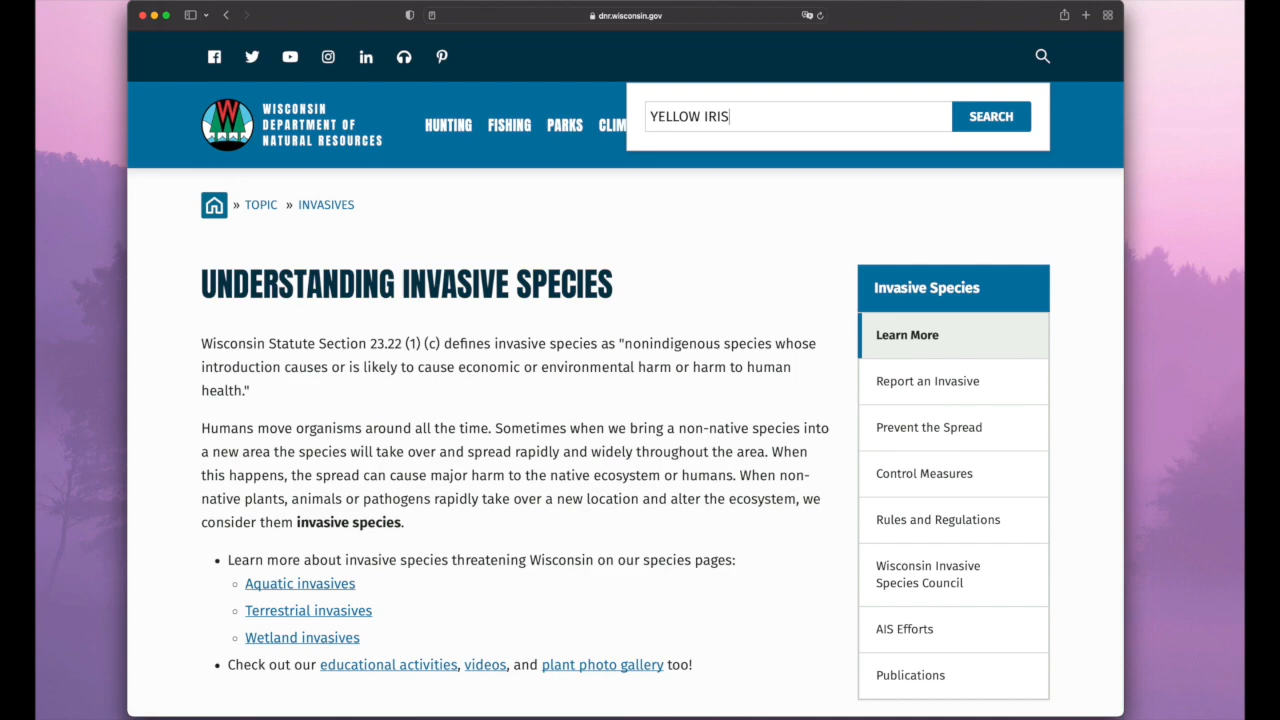 dnr.wisconsin.gov
WISCONSIN
DEPARTMENT OF
NATURAL RESOURCES
HUNTING FISHING PARKS CLIM
YELLOW IRIS
SEARCH
» TOPIC » INVASIVES
UNDERSTANDING INVASIVE SPECIES
Wisconsin Statute Section 23.22 (1) (c) defines invasive species as "nonindigenous species whose
introduction causes or is likely to cause economic or environmental harm or harm to human
health."
Humans move organisms around all the time. Sometimes when we bring a non-native species into
a new area the species will take over and spread rapidly and widely throughout the area. When
this happens, the spread can cause major harm to the native ecosystem or humans. When non-
native plants, animals or pathogens rapidly take over a new location and alter the ecosystem, we
consider them invasive species.
• Learn more about invasive species threatening Wisconsin on our species pages:
◦ Aquatic invasives
◦ Terrestrial invasives
◦ Wetland invasives
• Check out our educational activities, videos, and plant photo gallery too!
Invasive Species
Learn More
Report an Invasive
Prevent the Spread
Control Measures
Rules and Regulations
Wisconsin Invasive
Species Council
AIS Efforts
Publications